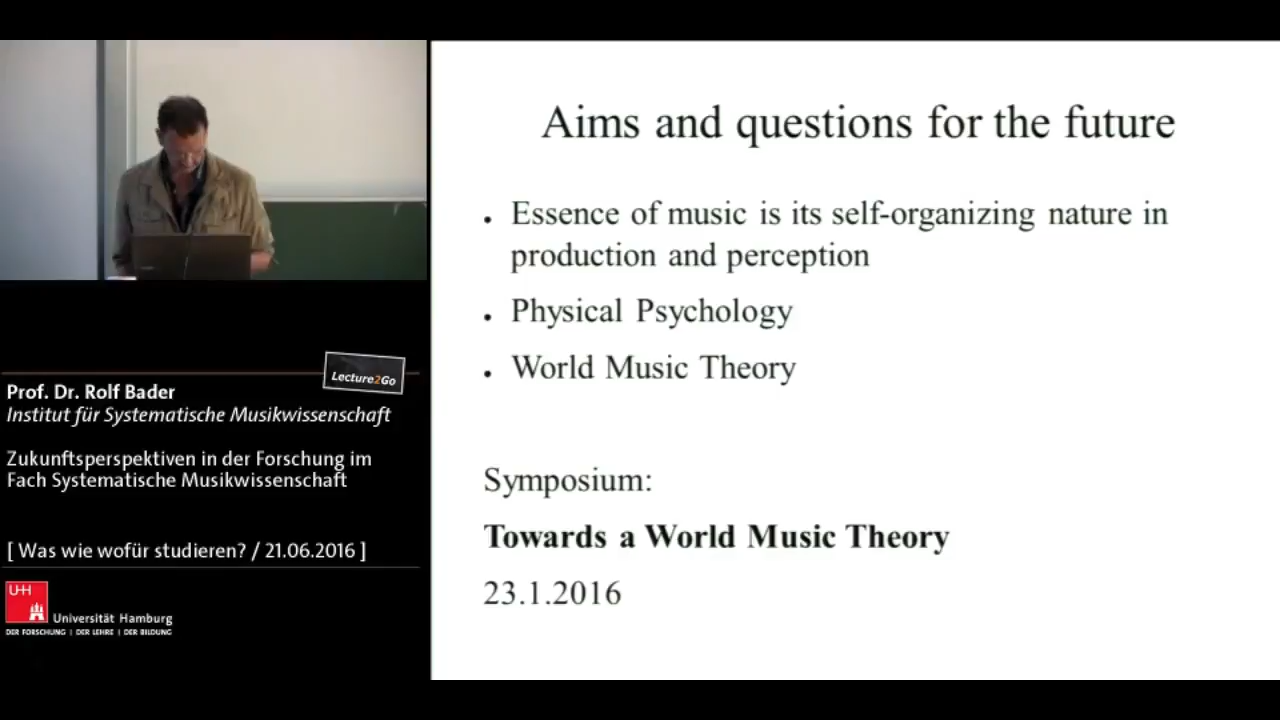 Aims and questions for the future
• Essence of music is its self-organizing nature in
production and perception
• Physical Psychology
• World Music Theory
Symposium:
Towards a World Music Theory
23.1.2016
Lecture2Go
Prof. Dr. Rolf Bader
Institut für Systematische Musikwissenschaft
Zukunftsperspektiven in der Forschung im
Fach Systematische Musikwissenschaft
[ Was wie wofür studieren? / 21.06.2016 ]
UH
Universität Hamburg
DER FORSCHUNG | DER LEHRE | DER BILDUNG